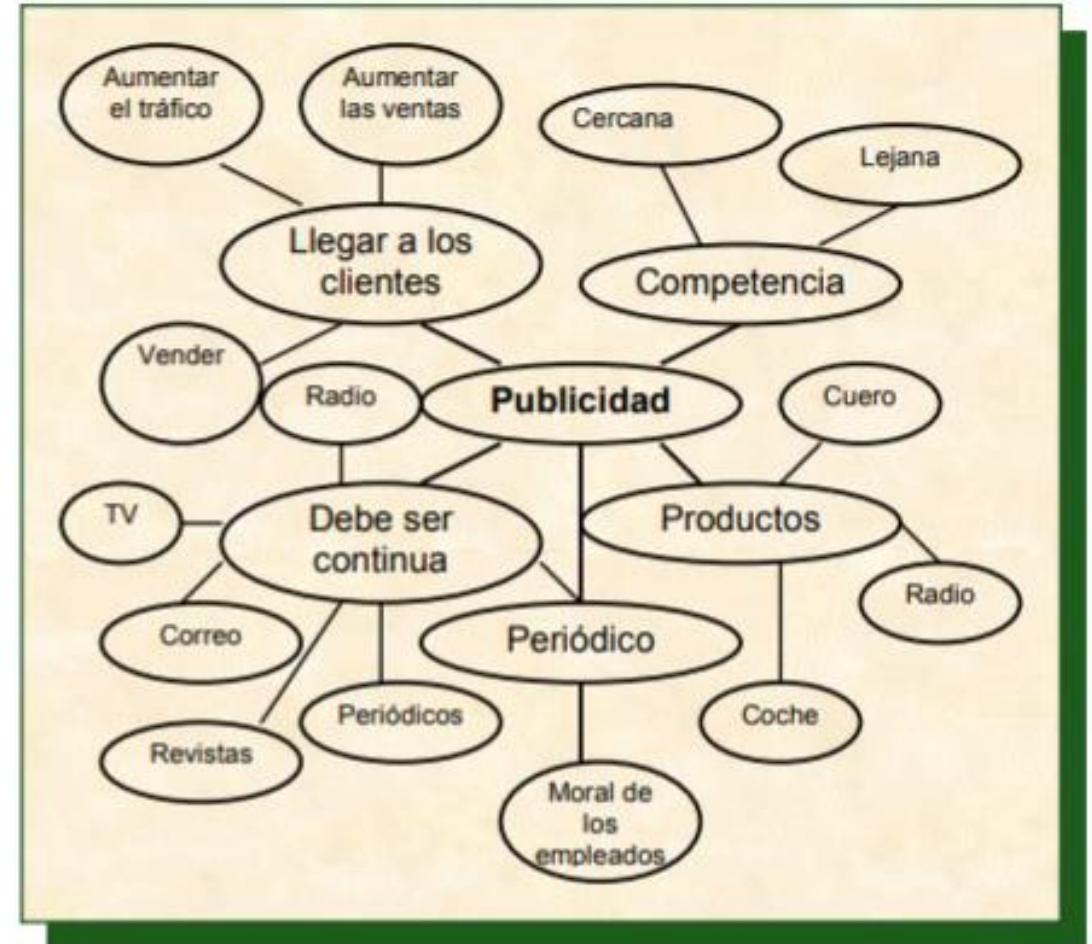 Aumentar
el tráfico
Aumentar
las ventas
Cercana
Lejana
Llegar a los
clientes
Competencia
Vender
Radio
Publicidad
Cuero
TV
Debe ser
continua
Productos
Radio
Correo
Periódico
Revistas
Periódicos
Coche
Moral de
los
empleados